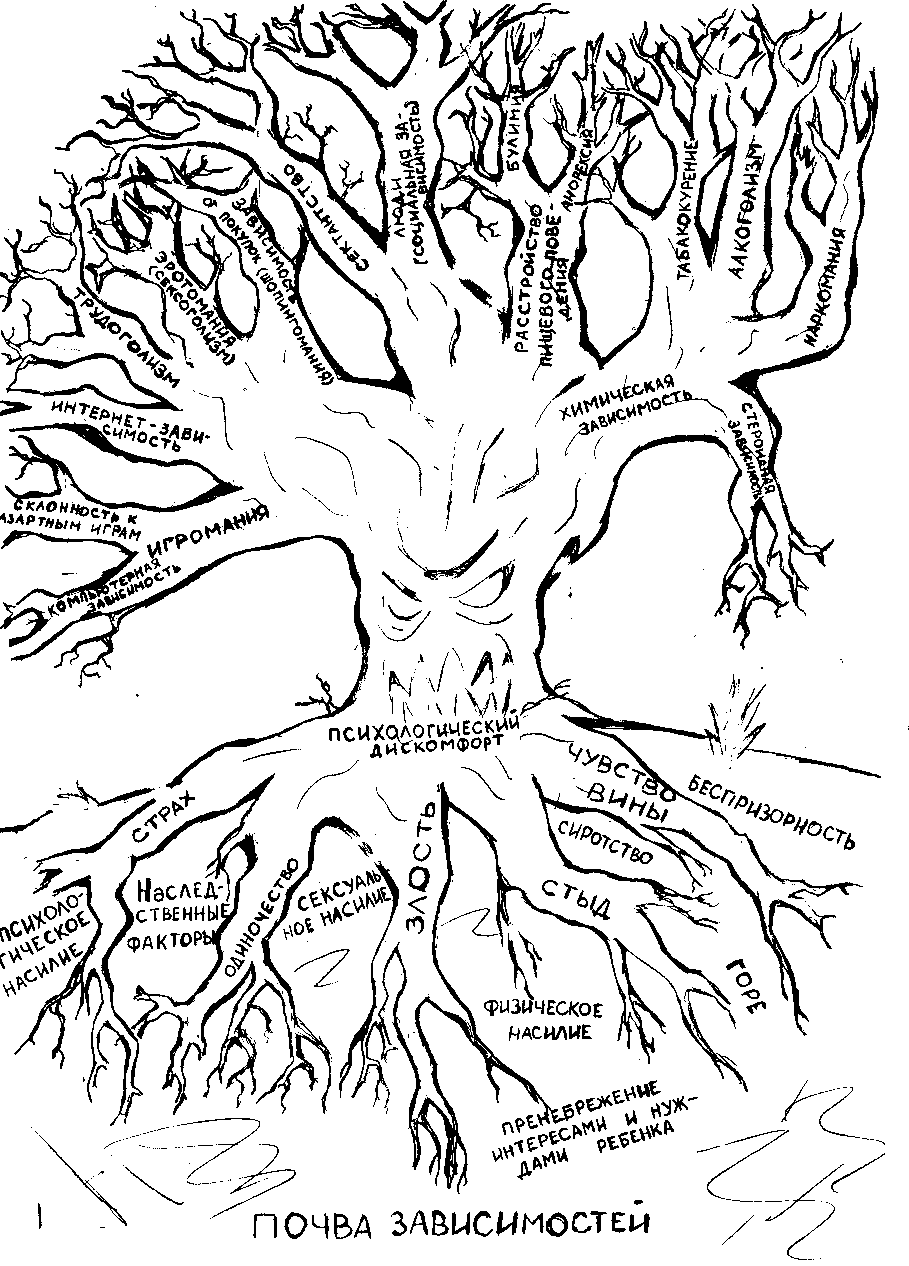 БУЛИМИЯ
АНОРЕКСИЯ
РАССТРОЙСТВО
ПИЩЕВОГО ПОВЕ-
ДЕНИЯ
ЛЮДИ
(СОЦИАЛЬНО ЗА-
ВИСИМОСТЬ)
СЕКТАНТСТВО
ЗАВИСИМОСТЬ
ОТ ПОКУПОК (ШОПИНГОМАНИЯ)
ЭРОТОМАНИЯ
(СЕКСОГОЛИЗМ)
ТРУДОГОЛИЗМ
ИНТЕРНЕТ-ЗАВИ-
СИМОСТЬ
СКЛОННОСТЬ К
АЗАРТНЫМ ИГРАМ
ИГРОМАНИЯ
КОМПЬЮТЕРНАЯ
ЗАВИСИМОСТЬ
ТАБАКОКУРЕНИЕ
АЛКОГОЛИЗМ
НАРКОМАНИЯ
ХИМИЧЕСКАЯ
ЗАВИСИМОСТЬ
СТЕРОИДНАЯ
ЗАВИСИМОСТЬ
ПСИХОЛОГИЧЕСКИЙ
ДИСКОМФОРТ
СТРАХ
ПСИХОЛО-
ГИЧЕСКОЕ
НАСИЛИЕ
НАСЛЕД-
СТВЕННЫЕ
ФАКТОРЫ
ОДИНОЧЕСТВО
СЕКСУАЛЬ-
НОЕ НАСИЛИЕ
ЗЛОСТЬ
ЧУВСТВО
ВИНЫ
БЕСПРИЗОРНОСТЬ
СИРОТСТВО
СТЫД
ГОРЕ
ФИЗИЧЕСКОЕ
НАСИЛИЕ
ПРЕНЕБРЕЖЕНИЕ
ИНТЕРЕСАМИ И НУЖ-
ДАМИ РЕБЕНКА
ПОЧВА ЗАВИСИМОСТЕЙ